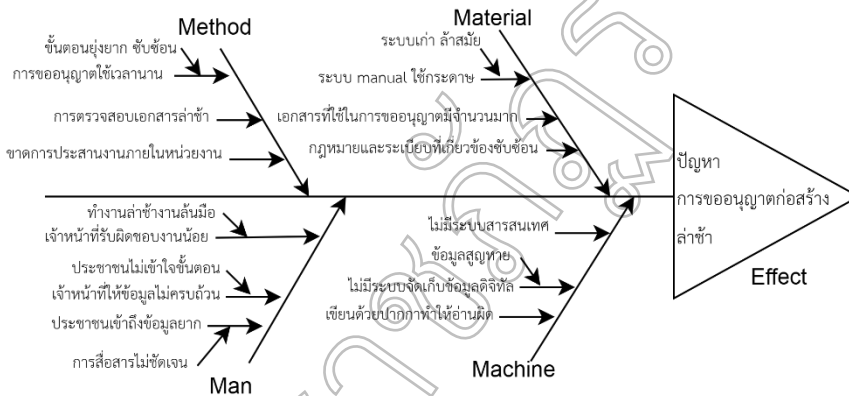 Method
ขั้นตอนยุ่งยาก ซับซ้อน
การขออนุญาตใช้เวลานาน
การตรวจสอบเอกสารล่าช้า
ขาดการประสานงานภายในหน่วยงาน
Material
ระบบเก่า ล้าสมัย
ระบบ manual ใช้กระดาษ
เอกสารที่ใช้ในการขออนุญาตมีจำนวนมาก
กฎหมายและระเบียบที่เกี่ยวข้องซับซ้อน
ทำงานล่าช้างานล้นมือ
เจ้าหน้าที่รับผิดชอบงานน้อย
ประชาชนไม่เข้าใจขั้นตอน
เจ้าหน้าที่ให้ข้อมูลไม่ครบถ้วน
ประชาชนเข้าถึงข้อมูลยาก
การสื่อสารไม่ชัดเจน
Man
ไม่มีระบบสารสนเทศ
ข้อมูลสูญหาย
ไม่มีระบบจัดเก็บข้อมูลดิจิทัล
เขียนด้วยปากกาทำให้อ่านผิด
Machine
ปัญหา
การขออนุญาตก่อสร้าง
ล่าช้า
Effect